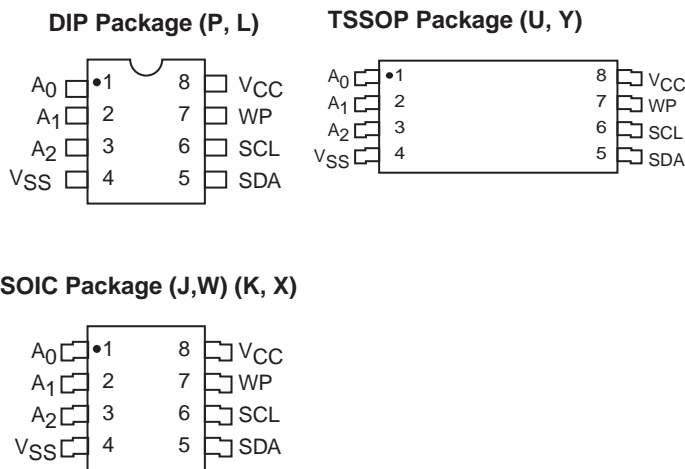 DIP Package (P, L)
A0 1 8 VCC
A1 2 7 WP
A2 3 6 SCL
VSS 4 5 SDA
TSSOP Package (U, Y)
A0 1 8 VCC
A1 2 7 WP
A2 3 6 SCL
VSS 4 5 SDA
SOIC Package (J,W) (K, X)
A0 1 8 VCC
A1 2 7 WP
A2 3 6 SCL
VSS 4 5 SDA